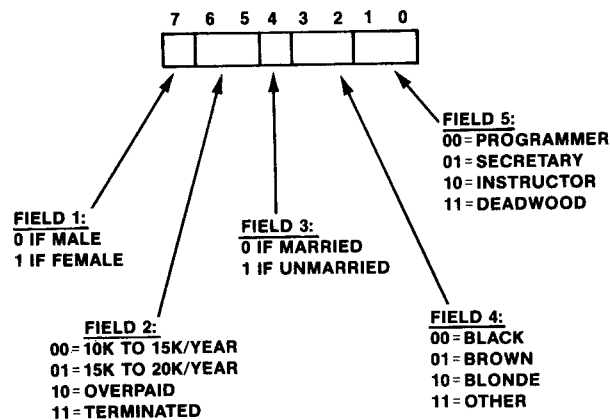 7 6 5 4 3 2 1 0
FIELD 5:
00=PROGRAMMER
01=SECRETARY
10=INSTRUCTOR
11=DEADWOOD
FIELD 1:
0 IF MALE
1 IF FEMALE
FIELD 3:
0 IF MARRIED
1 IF UNMARRIED
FIELD 2:
00=10K TO 15K/YEAR
01=15K TO 20K/YEAR
10=OVERPAID
11=TERMINATED
FIELD 4:
00=BLACK
01=BROWN
10=BLONDE
11=OTHER